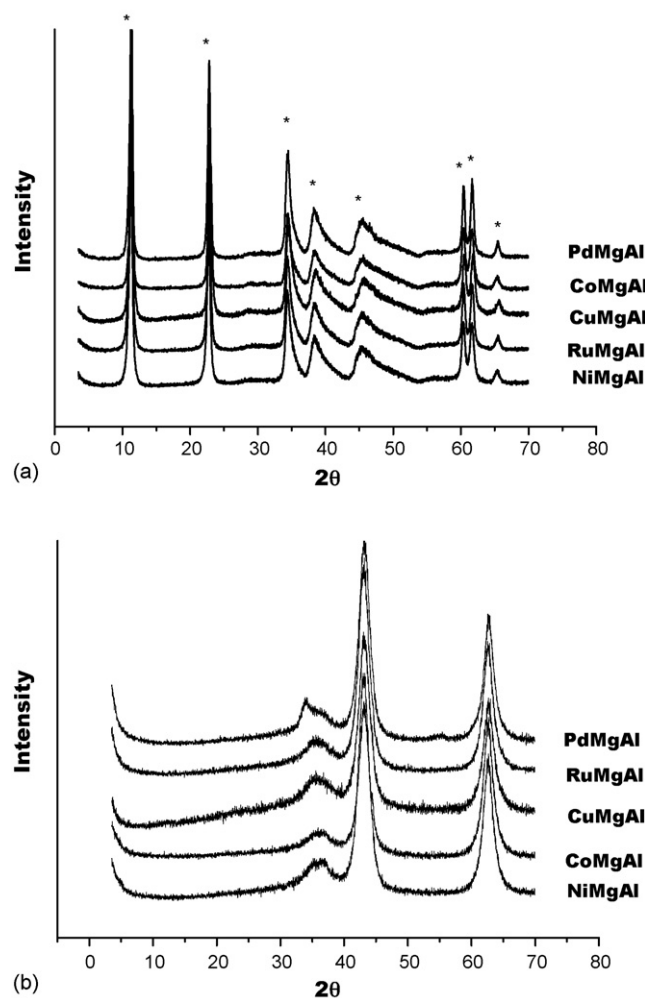 * * * * * * * *
Intensity
PdMgAl
CoMgAl
CuMgAl
RuMgAl
NiMgAl
0 10 20 30 40 50 60 70 80
2θ
(a)
Intensity
PdMgAl
RuMgAl
CuMgAl
CoMgAl
NiMgAl
0 10 20 30 40 50 60 70 80
2θ
(b)